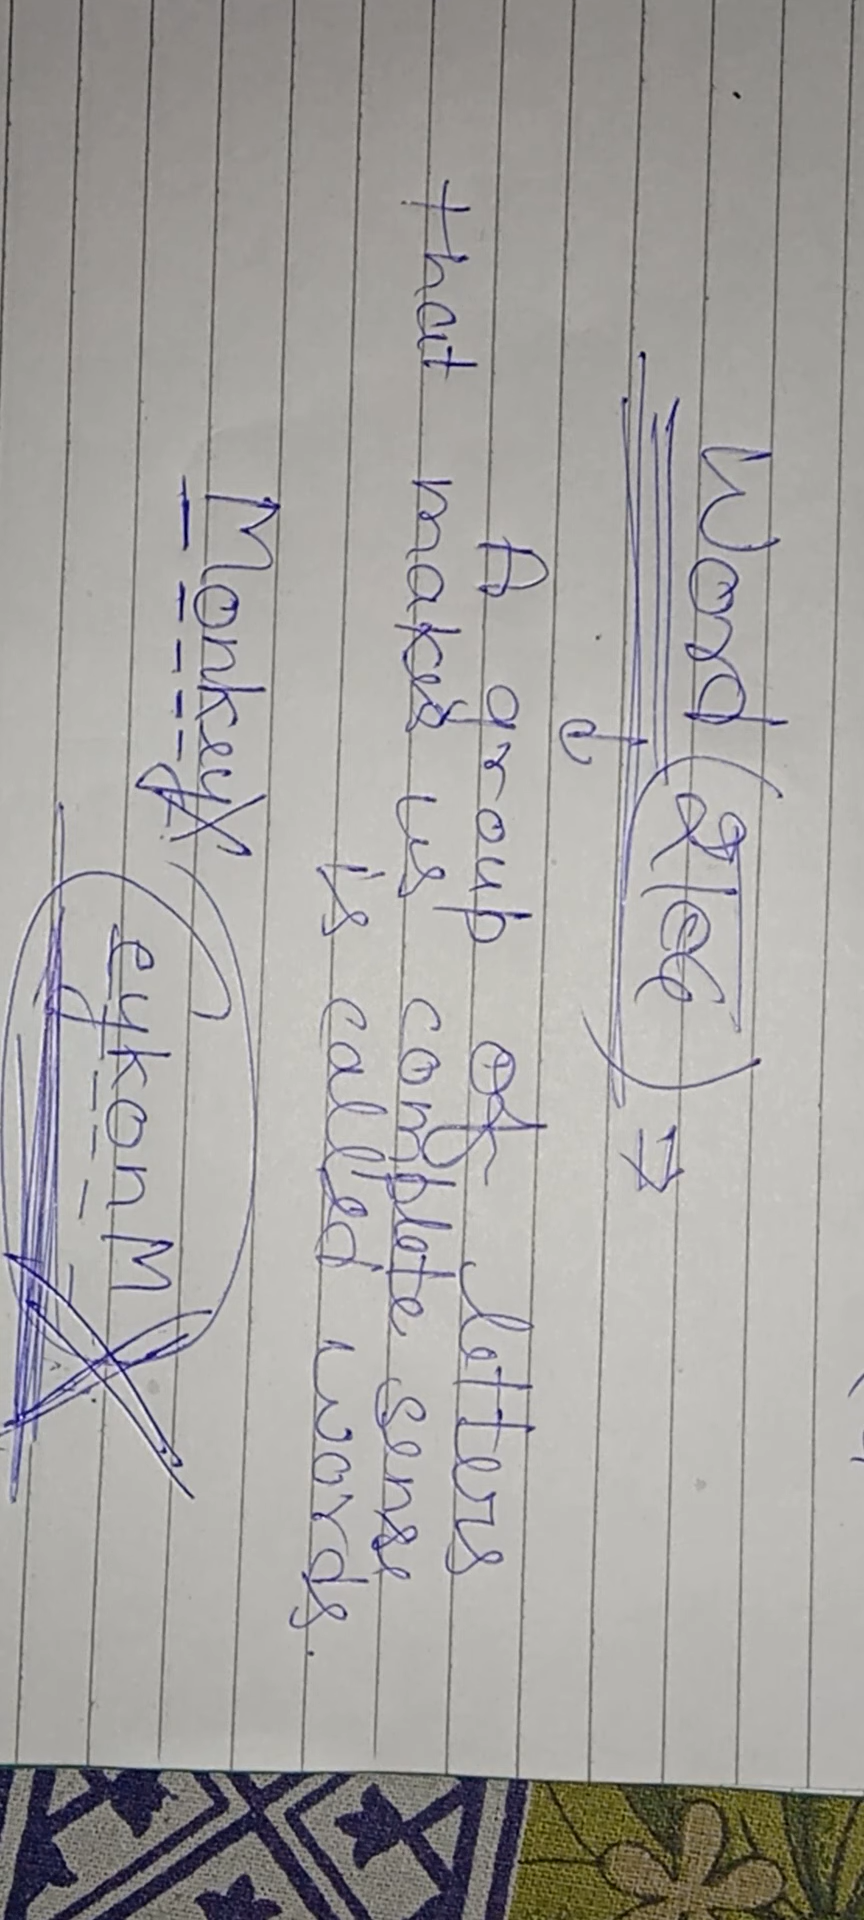 Word (शब्द) →
A group of letters
that makes us complete sense
is called words.
Monkey
eykonM